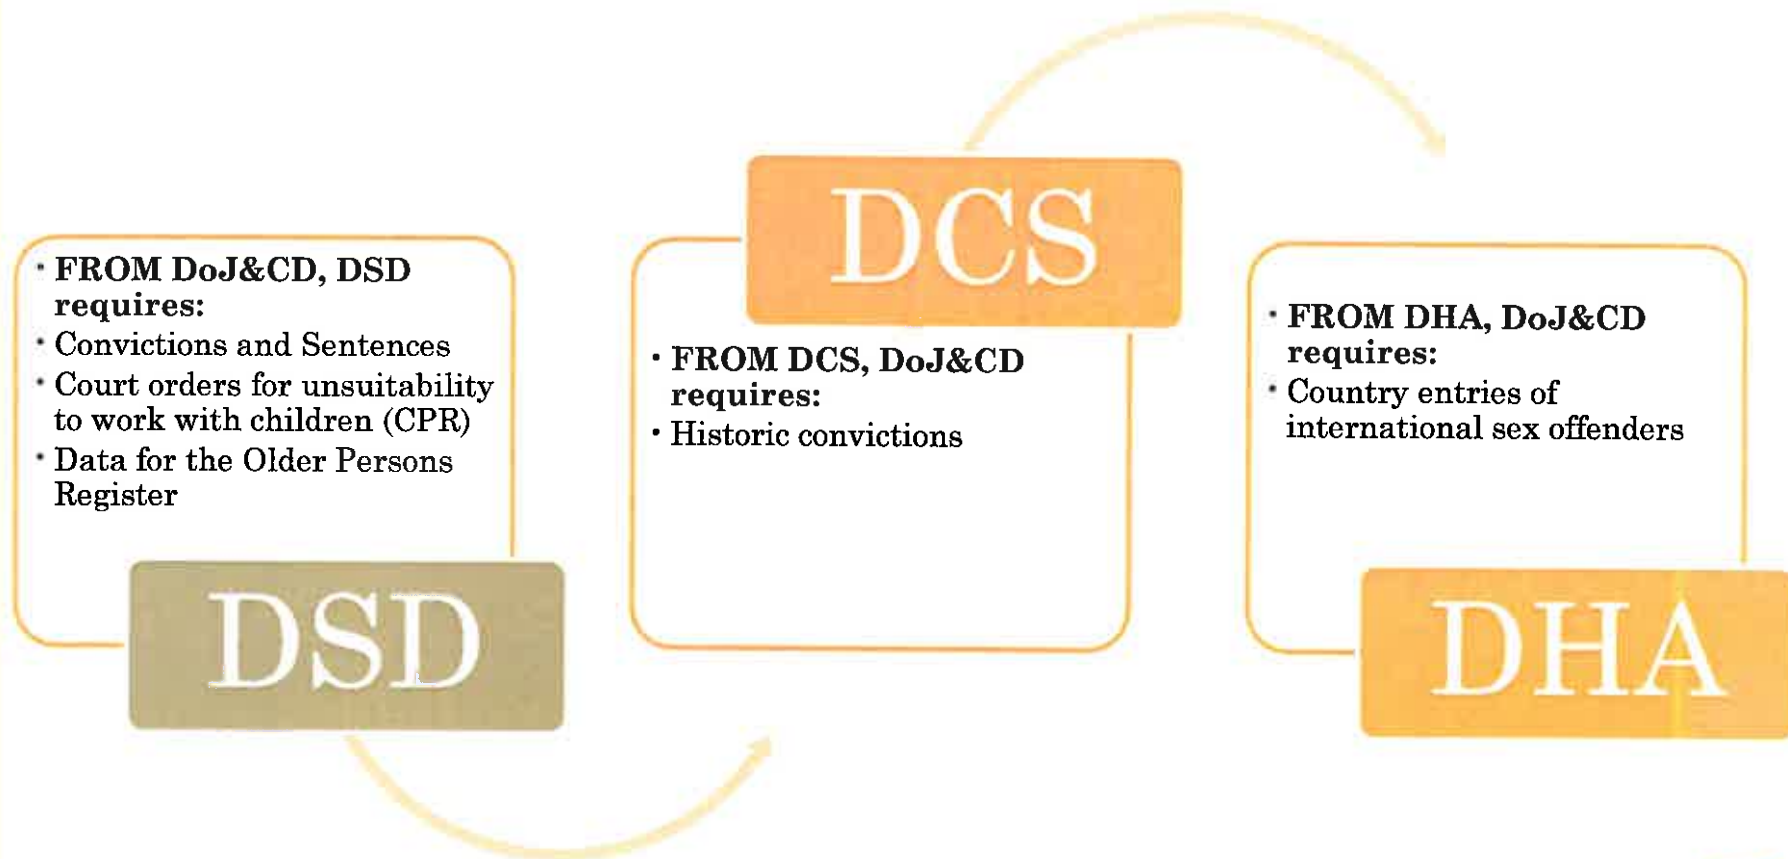 · FROM DoJ&CD, DSD
requires:
· Convictions and Sentences
· Court orders for unsuitability
to work with children (CPR)
· Data for the Older Persons
Register
DSD
DCS
· FROM DCS, DoJ&CD
requires:
· Historic convictions
· FROM DHA, DoJ&CD
requires:
· Country entries of
international sex offenders
DHA